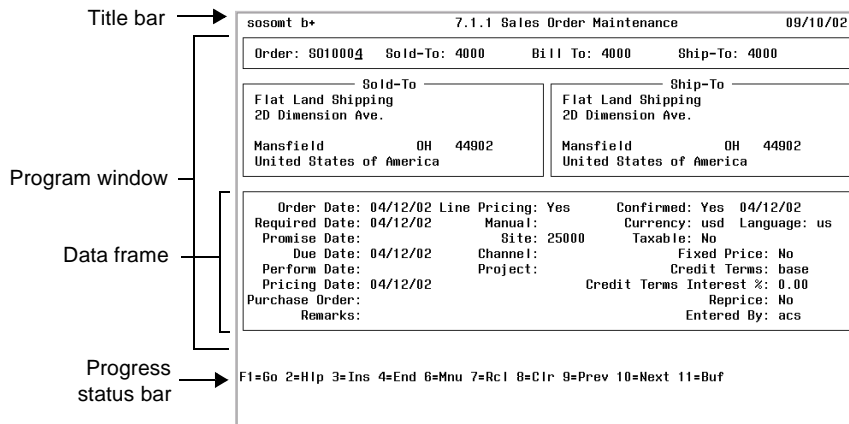 Title bar
sosomt b+ 7.1.1 Sales Order Maintenance 09/10/02
Order: SO10004 Sold-To: 4000 Bill To: 4000 Ship-To: 4000
Sold-To Ship-To
Flat Land Shipping Flat Land Shipping
2D Dimension Ave. 2D Dimension Ave.
Mansfield OH 44902 Mansfield OH 44902
United States of America United States of America
Program window
Order Date: 04/12/02 Line Pricing: Yes Confirmed: Yes 04/12/02
Required Date: 04/12/02 Manual: Currency: usd Language: us
Promise Date: Site: 25000 Taxable: No
Data frame
Due Date: 04/12/02 Channel: Fixed Price: No
Perform Date: Project: Credit Terms: base
Pricing Date: 04/12/02 Credit Terms Interest %: 0.00
Purchase Order: Reprice: No
Remarks: Entered By: acs
Progress
status bar
F1=Go 2=Hlp 3=Ins 4=End 6=Mnu 7=Rcl 8=Clr 9=Prev 10=Next 11=Buf